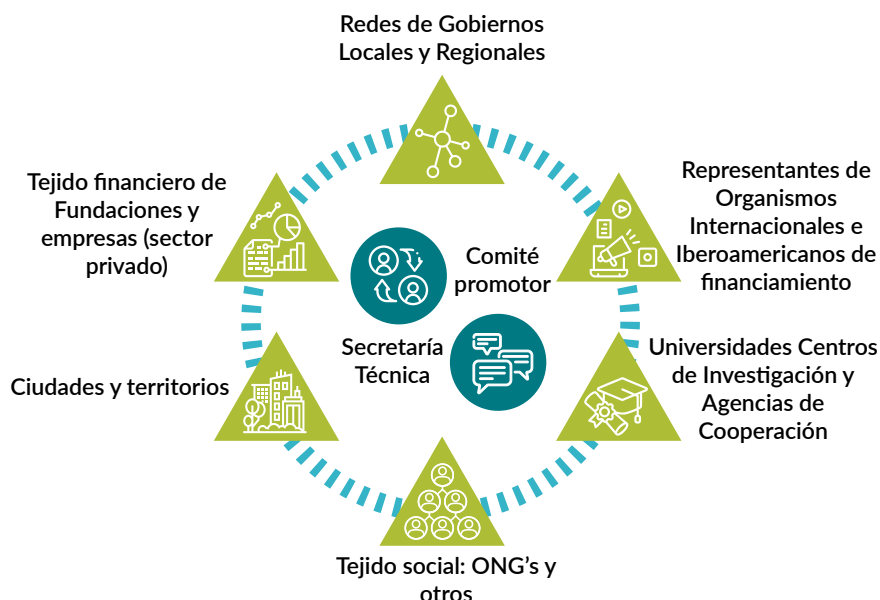 Redes de Gobiernos
Locales y Regionales
Representantes de
Organismos
Internacionales e
Iberoamericanos de
financiamiento
Tejido financiero de
Fundaciones y
empresas (sector
privado)
Comité
promotor
Secretaría
Técnica
Universidades Centros
de Investigación y
Agencias de
Cooperación
Ciudades y territorios
Tejido social: ONG’s y
otros